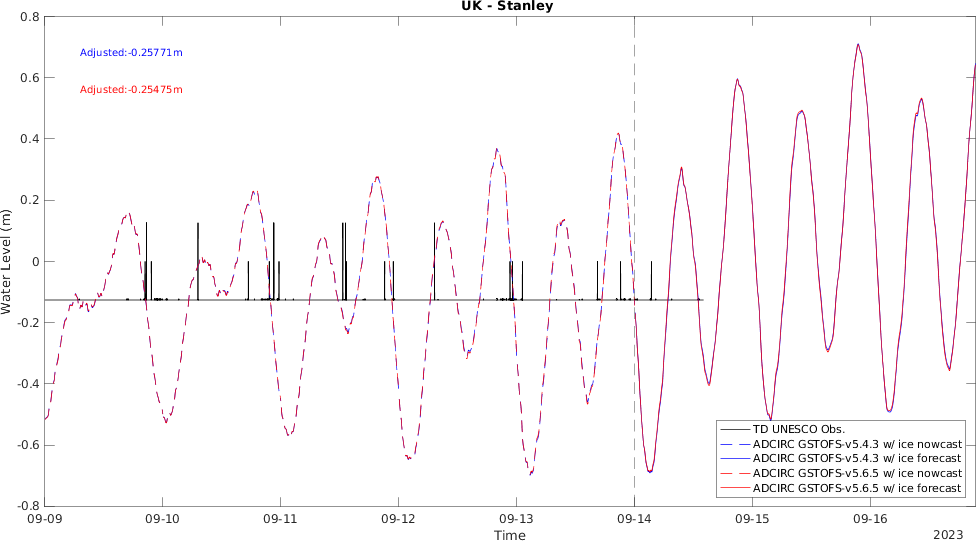 UK - Stanley
Adjusted:-0.25771m
Adjusted:-0.25475m
Water Level (m)
0.8
0.6
0.4
0.2
0
-0.2
-0.4
-0.6
-0.8
TD UNESCO Obs.
ADCIRC GSTOFS-v5.4.3 w/ ice nowcast
ADCIRC GSTOFS-v5.4.3 w/ ice forecast
ADCIRC GSTOFS-v5.6.5 w/ ice nowcast
ADCIRC GSTOFS-v5.6.5 w/ ice forecast
09-09 09-10 09-11 09-12 09-13 09-14 09-15 09-16
Time
2023